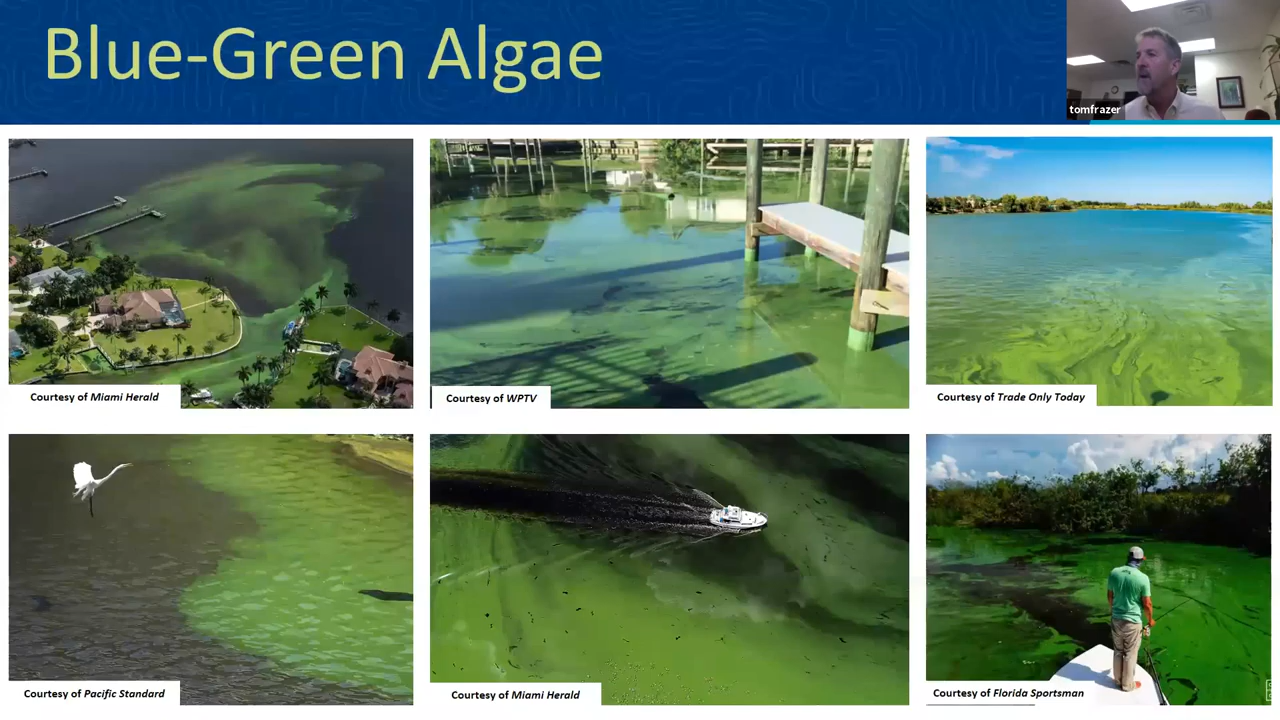 Blue-Green Algae
tomfrazer
Courtesy of Miami Herald
Courtesy of WPTV
Courtesy of Trade Only Today
Courtesy of Pacific Standard
Courtesy of Miami Herald
Courtesy of Florida Sportsman